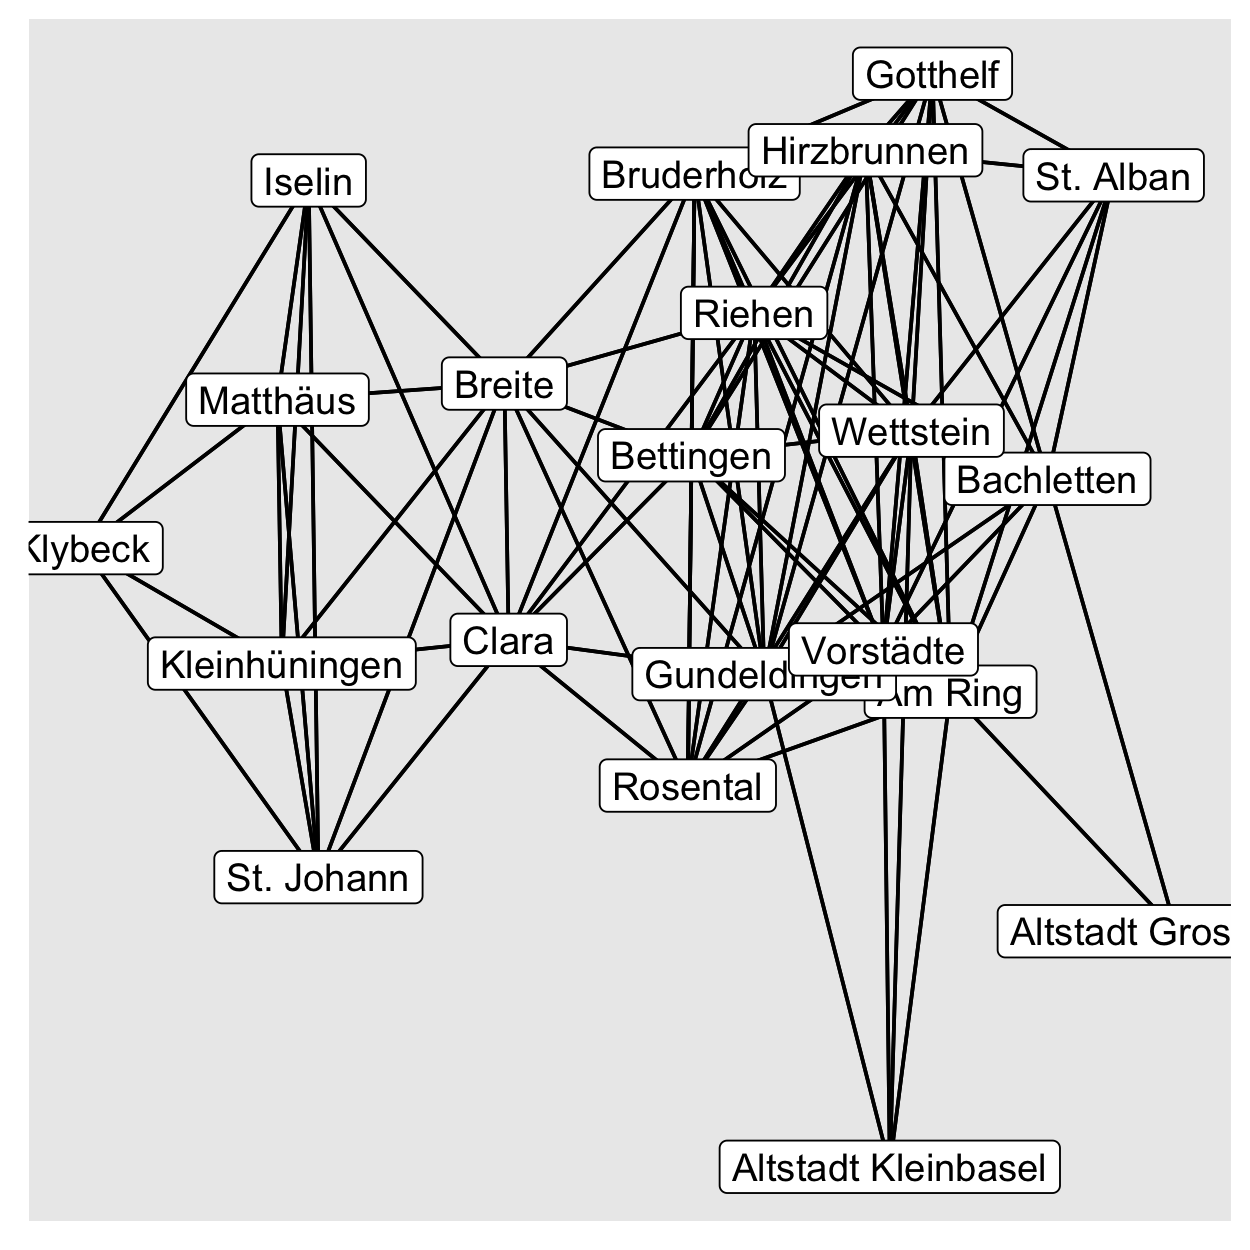 Gotthelf
Hirzbrunnen
Bruderholz
St. Alban
Iselin
Riehen
Breite
Matthäus
Wettstein
Bettingen
Bachletten
Klybeck
Clara
Vorstädte
Kleinhüningen
Gundeldingen
Am Ring
Rosental
St. Johann
Altstadt Gros
Altstadt Kleinbasel